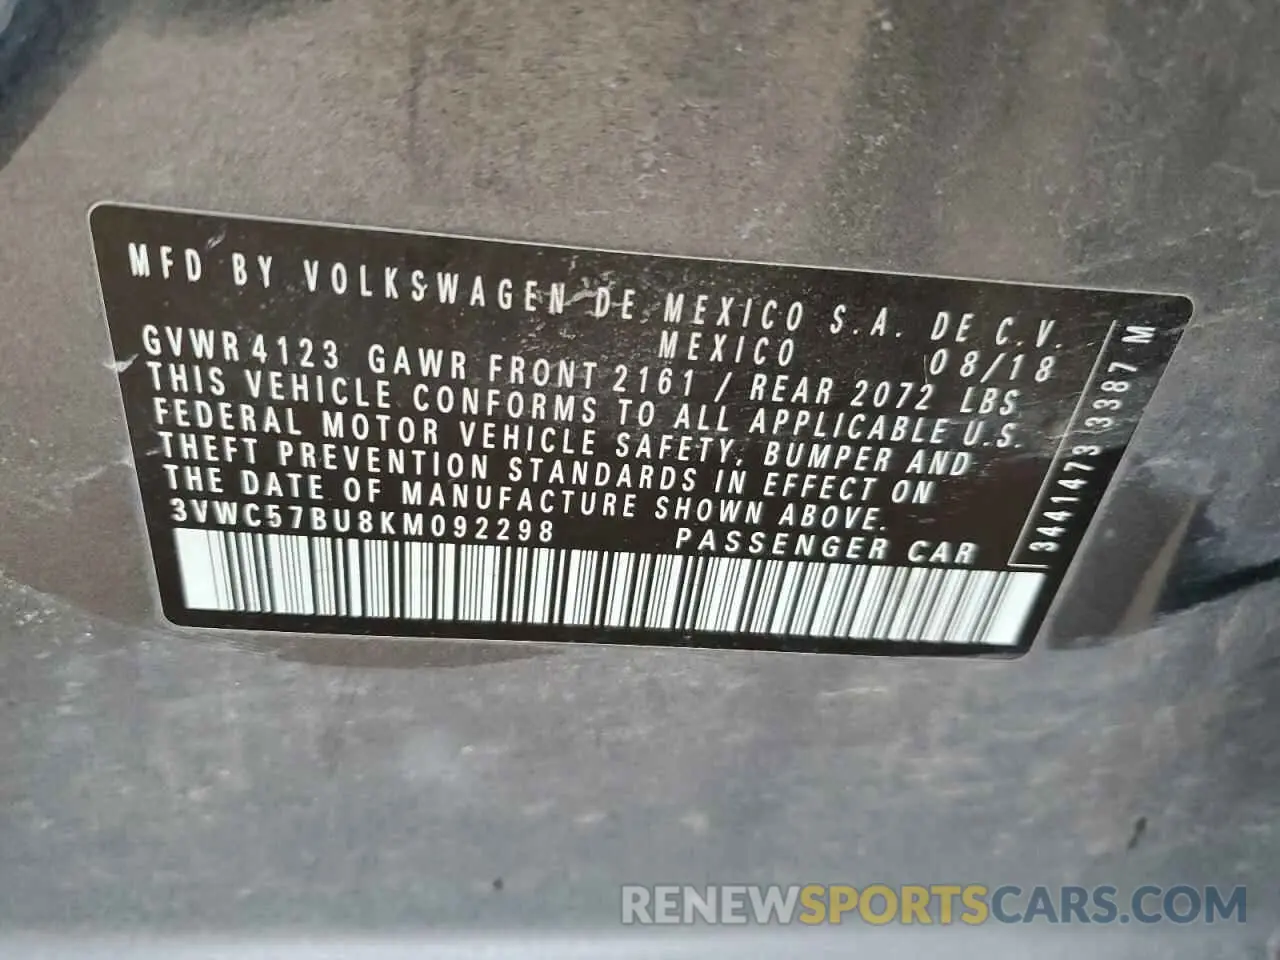 MFD BY VOLKSWAGEN DE MEXICO S.A. DE C.V.
MEXICO 08/18
GVWR 4123 GAWR FRONT 2161 / REAR 2072 LBS
THIS VEHICLE CONFORMS TO ALL APPLICABLE U.S.
FEDERAL MOTOR VEHICLE SAFETY, BUMPER AND
THEFT PREVENTION STANDARDS IN EFFECT ON
THE DATE OF MANUFACTURE SHOWN ABOVE.
3VWC57BU8KM092298 PASSENGER CAR
3441473 3387 M
RENEWSPORTSCARS.COM